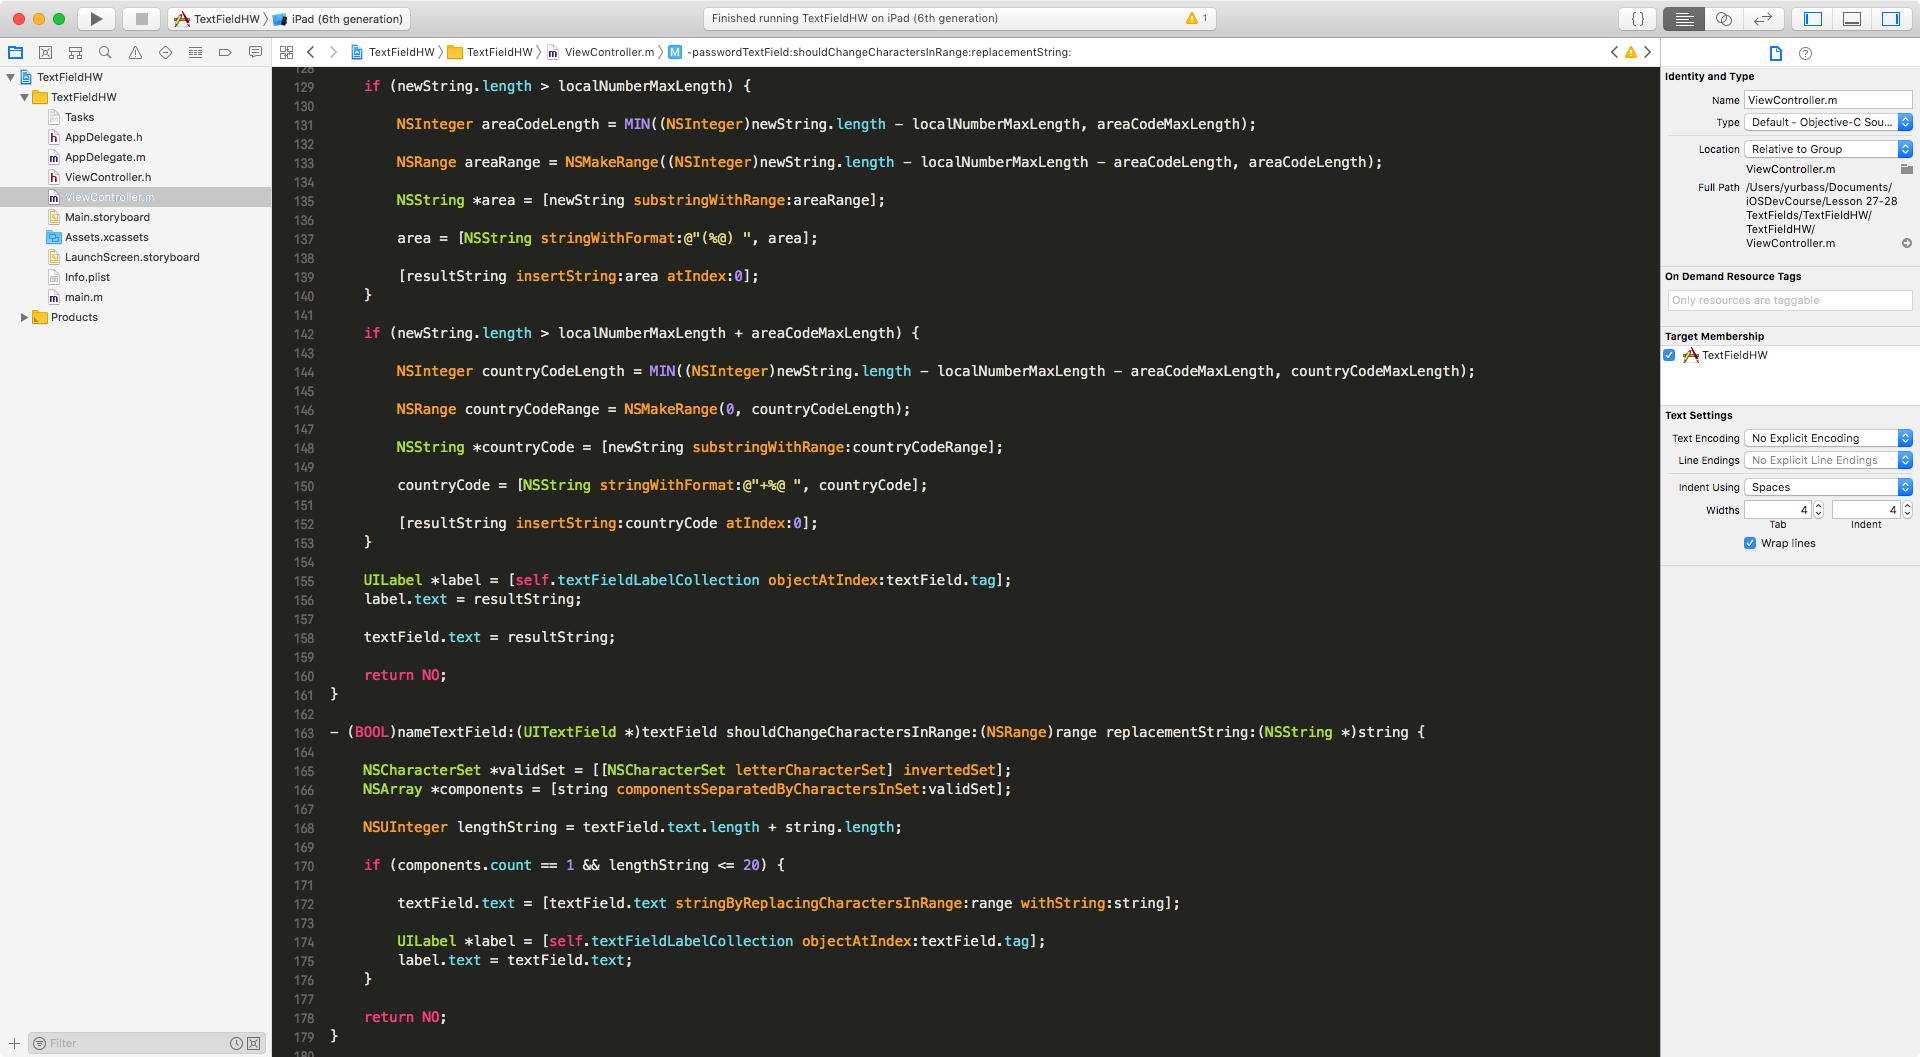 TextFieldHW
iPad (6th generation)
Finished running TextFieldHW on iPad (6th generation)
1
{}
TextFieldHW
TextFieldHW
ViewController.m
M
-passwordTextField:shouldChangeCharactersInRange:replacementString:
TextFieldHW
TextFieldHW
Tasks
h AppDelegate.h
m AppDelegate.m
h ViewController.h
m ViewController.m
Main.storyboard
Assets.xcassets
LaunchScreen.storyboard
Info.plist
m main.m
Products
Filter
128
129 if (newString.length > localNumberMaxLength) {
130
131 NSInteger areaCodeLength = MIN((NSInteger)newString.length - localNumberMaxLength, areaCodeMaxLength);
132
133 NSRange areaRange = NSMakeRange((NSInteger)newString.length - localNumberMaxLength - areaCodeLength, areaCodeLength);
134
135 NSString *area = [newString substringWithRange:areaRange];
136
137 area = [NSString stringWithFormat:@"(%@) ", area];
138
139 [resultString insertString:area atIndex:0];
140 }
141
142 if (newString.length > localNumberMaxLength + areaCodeMaxLength) {
143
144 NSInteger countryCodeLength = MIN((NSInteger)newString.length - localNumberMaxLength - areaCodeMaxLength, countryCodeMaxLength);
145
146 NSRange countryCodeRange = NSMakeRange(0, countryCodeLength);
147
148 NSString *countryCode = [newString substringWithRange:countryCodeRange];
149
150 countryCode = [NSString stringWithFormat:@"+%@ ", countryCode];
151
152 [resultString insertString:countryCode atIndex:0];
153 }
154
155 UILabel *label = [self.textFieldLabelCollection objectAtIndex:textField.tag];
156 label.text = resultString;
157
158 textField.text = resultString;
159
160 return NO;
161 }
162
163 - (BOOL)nameTextField:(UITextField *)textField shouldChangeCharactersInRange:(NSRange)range replacementString:(NSString *)string {
164
165 NSCharacterSet *validSet = [[NSCharacterSet letterCharacterSet] invertedSet];
166 NSArray *components = [string componentsSeparatedByCharactersInSet:validSet];
167
168 NSUInteger lengthString = textField.text.length + string.length;
169
170 if (components.count == 1 && lengthString <= 20) {
171
172 textField.text = [textField.text stringByReplacingCharactersInRange:range withString:string];
173
174 UILabel *label = [self.textFieldLabelCollection objectAtIndex:textField.tag];
175 label.text = textField.text;
176 }
177
178 return NO;
179 }
180
Identity and Type
Name ViewController.m
Type Default - Objective-C Sou...
Location Relative to Group
ViewController.m
Full Path /Users/yurbass/Documents/
iOSDevCourse/Lesson 27-28
TextFields/TextFieldHW/
TextFieldHW/
ViewController.m
On Demand Resource Tags
Only resources are taggable
Target Membership
TextFieldHW
Text Settings
Text Encoding No Explicit Encoding
Line Endings No Explicit Line Endings
Indent Using Spaces
Widths 4 4
Tab Indent
Wrap lines